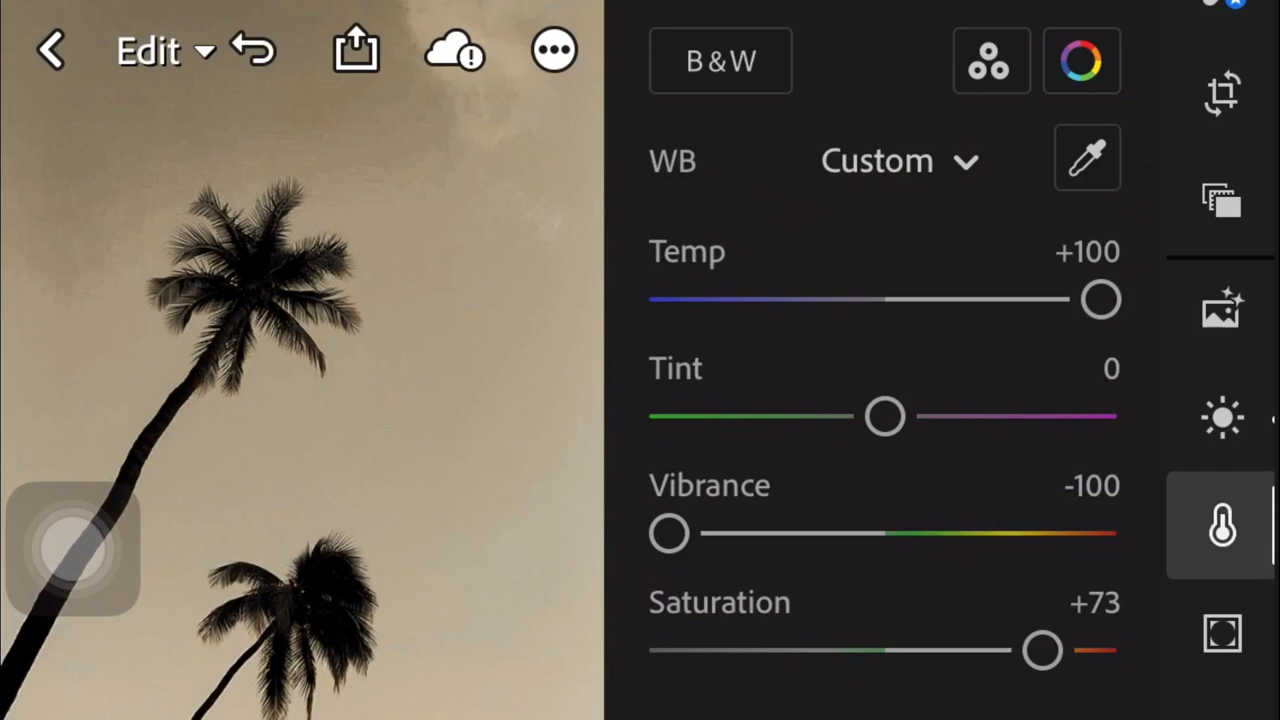 Edit
B&W
WB Custom
Temp +100
Tint 0
Vibrance -100
Saturation +73